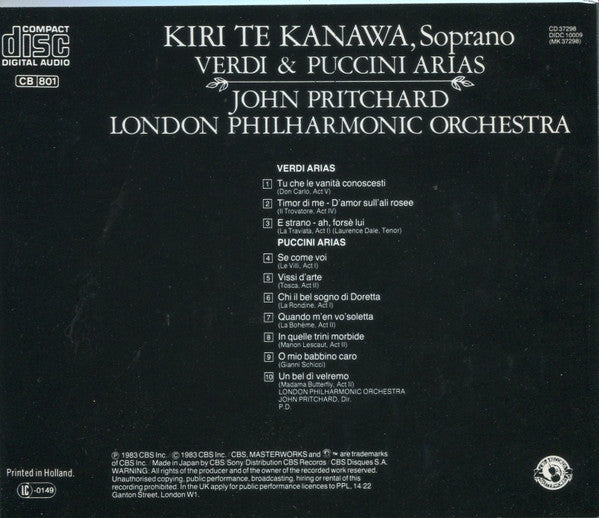 COMPACT
disc
DIGITAL AUDIO
CB 801
KIRI TE KANAWA, Soprano
VERDI & PUCCINI ARIAS
JOHN PRITCHARD
LONDON PHILHARMONIC ORCHESTRA
CD 37298
DIDC 10009
(MK 37298)
VERDI ARIAS
1 Tu che le vanità conoscesti
(Don Carlo, Act V)
2 Timor di me - D'amor sull'ali rosee
(Il Trovatore, Act IV)
3 E strano - ah, forsè lui
(La Traviata, Act I) (Laurence Dale, Tenor)
PUCCINI ARIAS
4 Se come voi
(Le Villi, Act I)
5 Vissi d'arte
(Tosca, Act II)
6 Chi il bel sogno di Doretta
(La Rondine, Act I)
7 Quando m'en vo'soletta
(La Bohème, Act II)
8 In quelle trini morbide
(Manon Lescaut, Act II)
9 O mio babbino caro
(Gianni Schicci)
10 Un bel di velremo
(Madama Butterfly, Act II)
LONDON PHILHARMONIC ORCHESTRA
JOHN PRITCHARD, Dir.
P.D.
℗ 1983 CBS Inc. © 1983 CBS Inc. / CBS, MASTERWORKS and ™ are trademarks
of CBS Inc. / Made in Japan by CBS/Sony Distribution CBS Records / CBS Disques S.A.
WARNING: All rights of the producer and of the owner of the recorded work reserved.
Unauthorised copying, public performance, broadcasting, hiring or rental of this
recording prohibited. In the UK apply for public performance licences to PPL, 14-22
Ganton Street, London W1.
Printed in Holland.
LC -0149